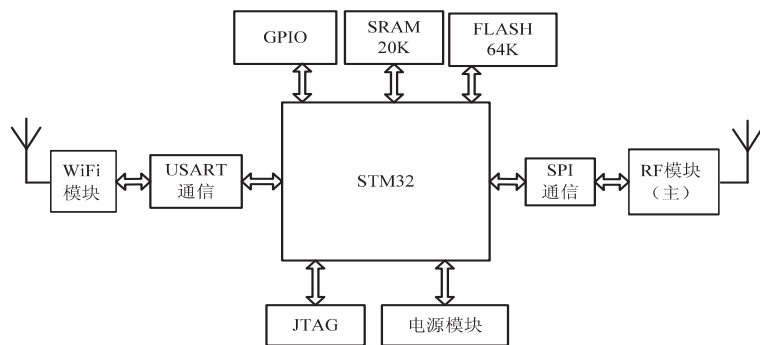 GPIO
SRAM
20K
FLASH
64K
WiFi
模块
USART
通信
STM32
SPI
通信
RF模块
（主）
JTAG
电源模块